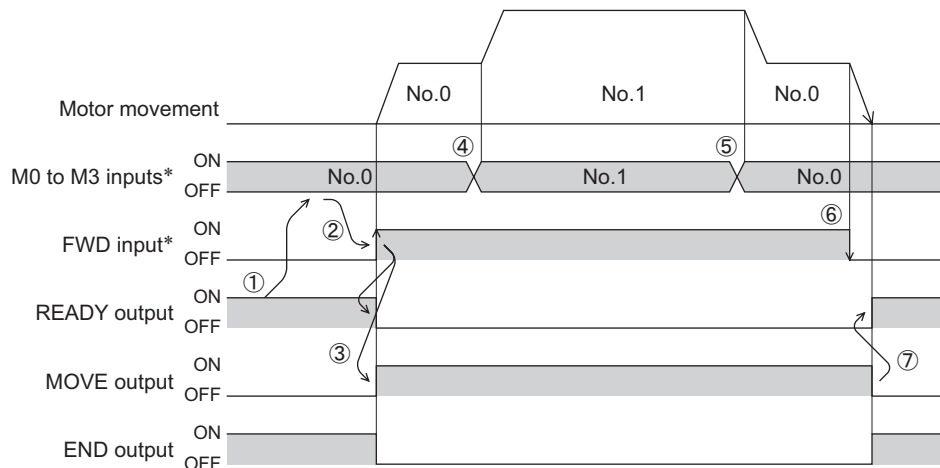 No.0
No.1
No.0
Motor movement
M0 to M3 inputs*
ON
OFF
No.0
④
No.1
⑤
No.0
FWD input*
ON
OFF
②
⑥
①
READY output
ON
OFF
③
⑦
MOVE output
ON
OFF
END output
ON
OFF